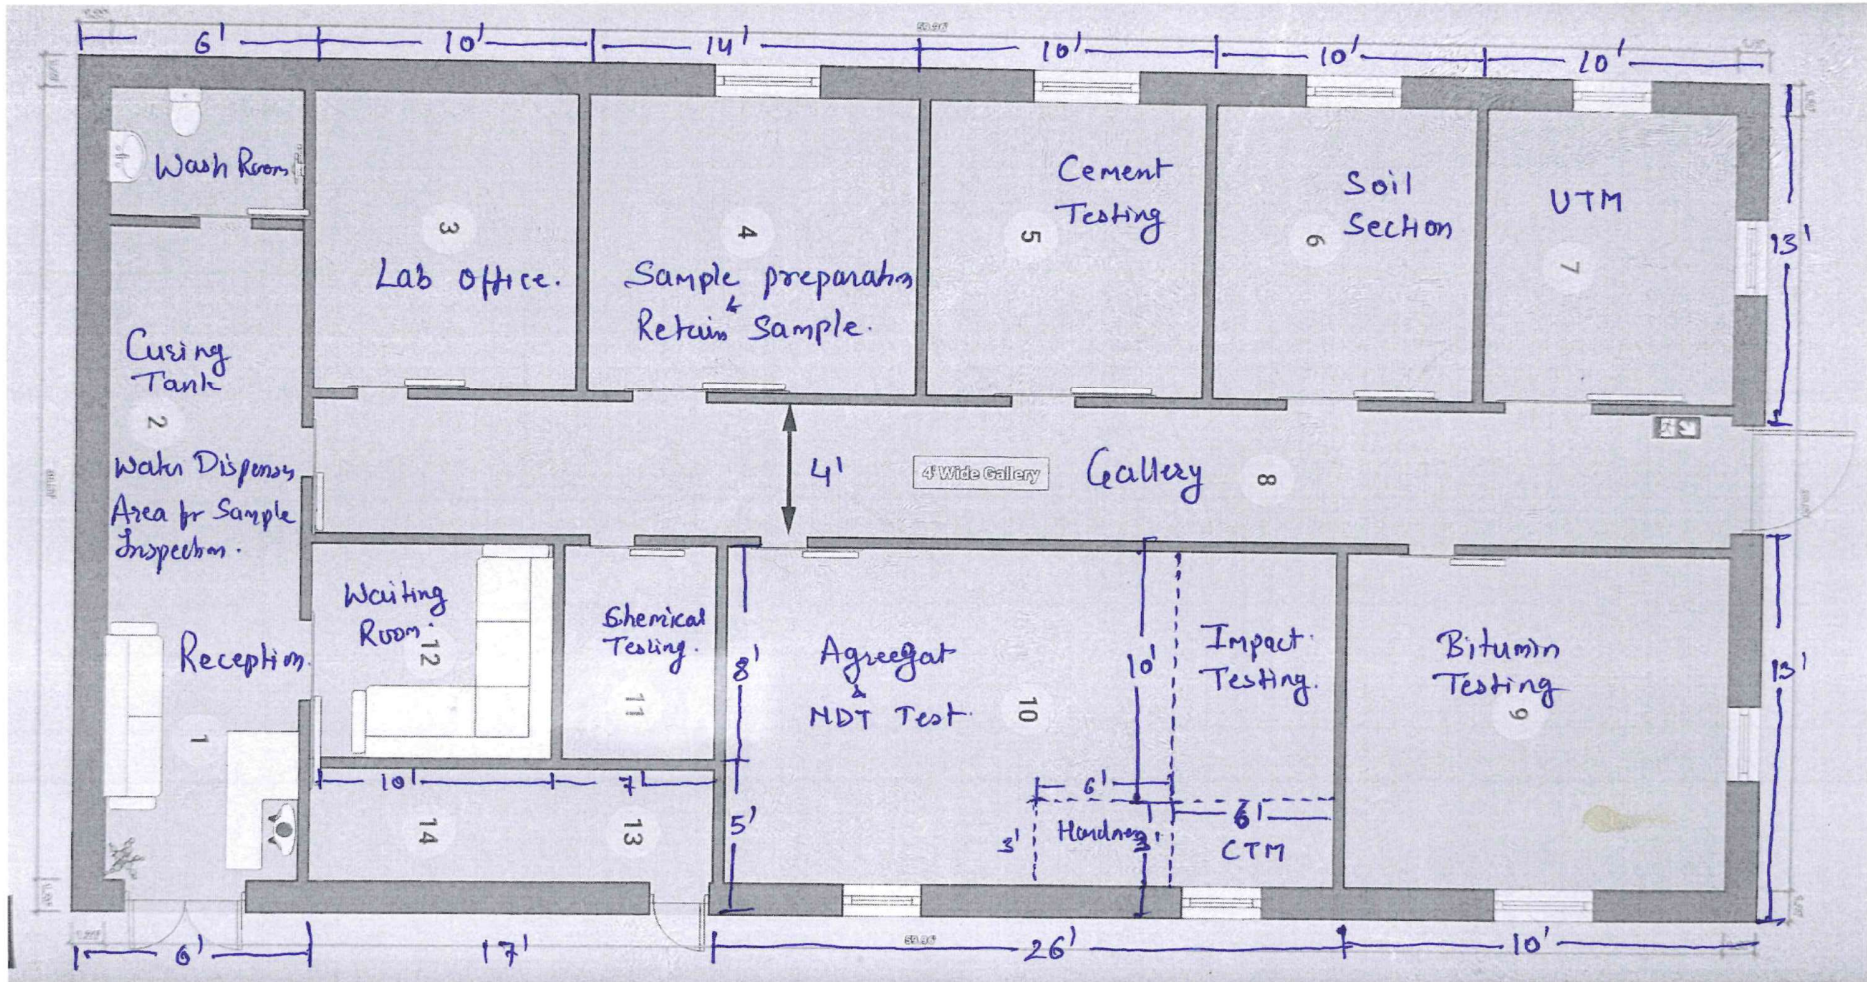 6' 10' 14' 10' 10' 10'
Wash Room
3
Lab office.
4
Sample preparation
&
Retain Sample.
5
Cement
Testing
6
Soil
Section
7
UTM
13'
Curing
Tank
2
Water Dispensory
Area for Sample
Inspection.
4'
4' Wide Gallery
Gallery
8
Reception.
1
Waiting
Room.
12
Chemical
Testing.
11
8'
Agreegat
&
NDT Test.
10
10'
Impact
Testing.
Bitumin
Testing
9
13'
10' 7'
14
13
5'
6'
3'
Hardness
3'
6'
CTM
6' 17' 26' 10'